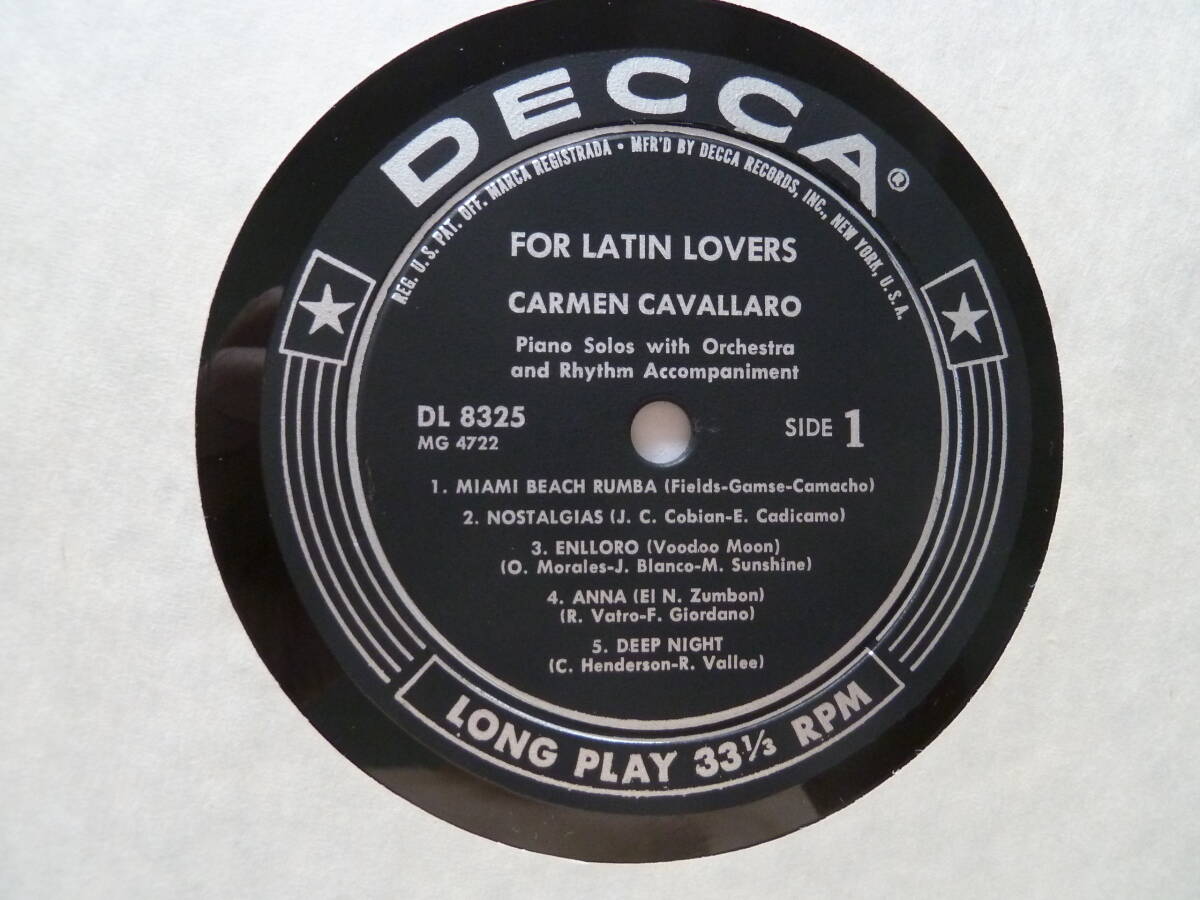 DECCA®
REG. U.S. PAT. OFF. MARCA REGISTRADA • MFR'D BY DECCA RECORDS, INC., NEW YORK, U.S.A.
FOR LATIN LOVERS
CARMEN CAVALLARO
Piano Solos with Orchestra
and Rhythm Accompaniment
DL 8325
MG 4722
SIDE 1
1. MIAMI BEACH RUMBA (Fields-Gamse-Camacho)
2. NOSTALGIAS (J. C. Cobian-E. Cadicamo)
3. ENLLORO (Voodoo Moon)
(O. Morales-J. Blanco-M. Sunshine)
4. ANNA (El N. Zumbon)
(R. Vatro-F. Giordano)
5. DEEP NIGHT
(C. Henderson-R. Vallee)
LONG PLAY 33⅓ RPM